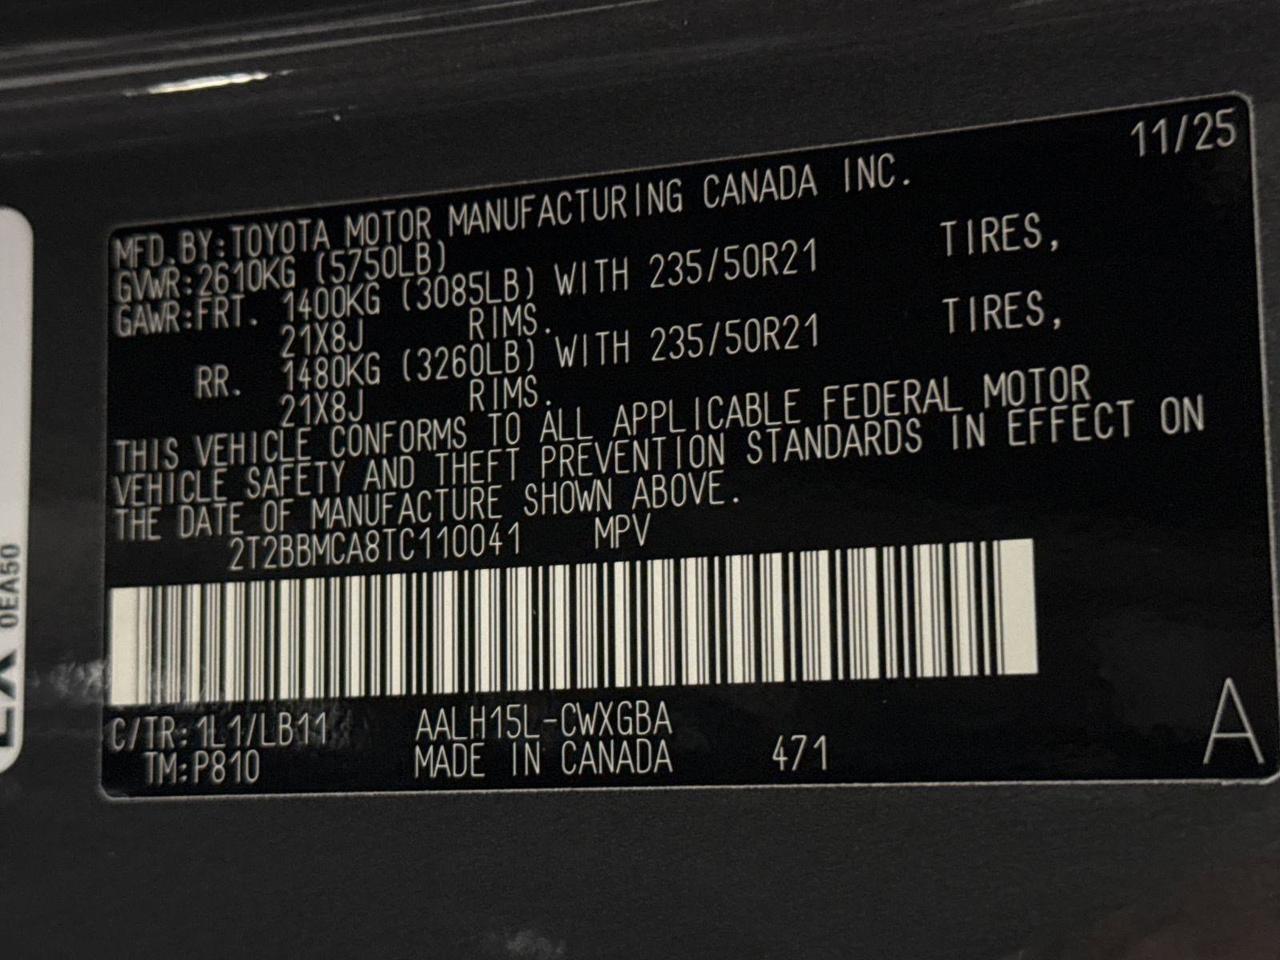 11/25
MFD.BY:TOYOTA MOTOR MANUFACTURING CANADA INC.
GVWR:2610KG (5750LB)
GAWR:FRT. 1400KG (3085LB) WITH 235/50R21 TIRES,
21X8J RIMS.
RR. 1480KG (3260LB) WITH 235/50R21 TIRES,
21X8J RIMS.
THIS VEHICLE CONFORMS TO ALL APPLICABLE FEDERAL MOTOR
VEHICLE SAFETY AND THEFT PREVENTION STANDARDS IN EFFECT ON
THE DATE OF MANUFACTURE SHOWN ABOVE.
2T2BBMCA8TC110041 MPV
C/TR:1L1/LB11 AALH15L-CWXGBA
TM:P810 MADE IN CANADA 471
A
0EA50